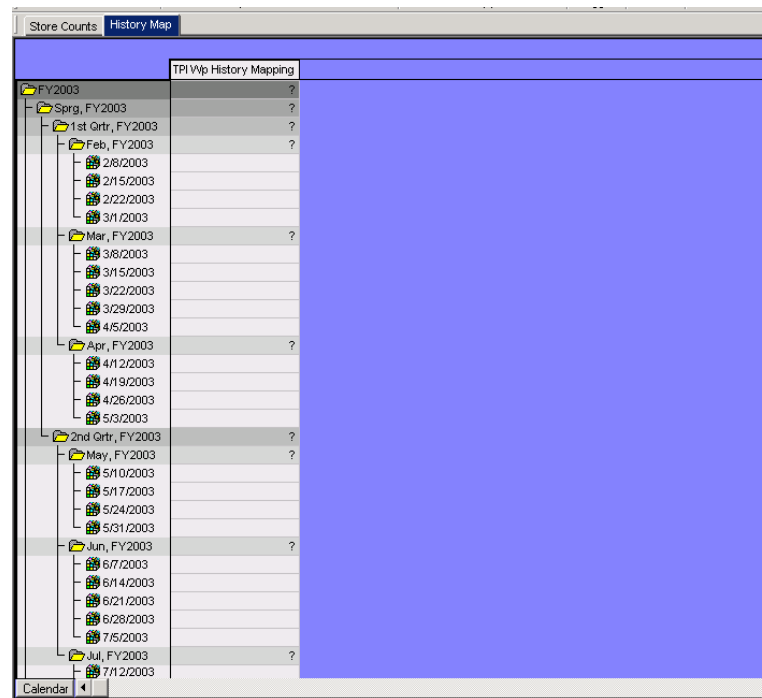 Store Counts History Map
TPI Wp History Mapping
FY2003 ?
Sprg, FY2003 ?
1st Qrtr, FY2003 ?
Feb, FY2003 ?
2/8/2003
2/15/2003
2/22/2003
3/1/2003
Mar, FY2003 ?
3/8/2003
3/15/2003
3/22/2003
3/29/2003
4/5/2003
Apr, FY2003 ?
4/12/2003
4/19/2003
4/26/2003
5/3/2003
2nd Qrtr, FY2003 ?
May, FY2003 ?
5/10/2003
5/17/2003
5/24/2003
5/31/2003
Jun, FY2003 ?
6/7/2003
6/14/2003
6/21/2003
6/28/2003
7/5/2003
Jul, FY2003 ?
7/12/2003
Calendar